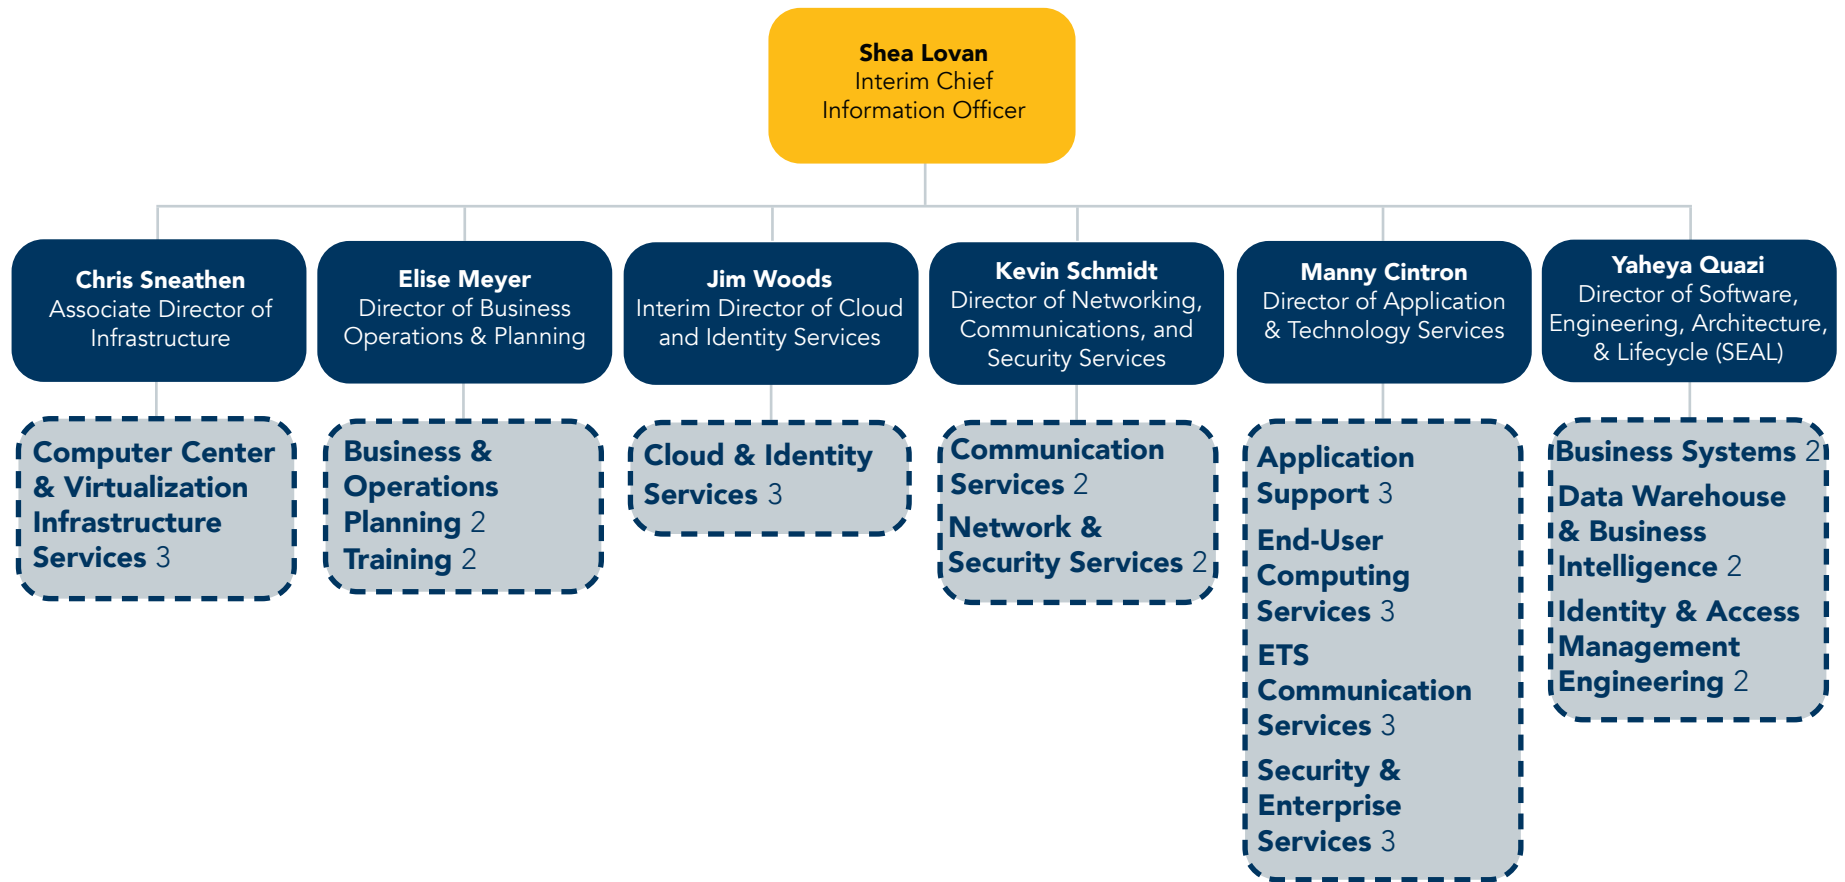 Shea Lovan
Interim Chief
Information Officer
Chris Sneathen
Associate Director of
Infrastructure
Elise Meyer
Director of Business
Operations & Planning
Jim Woods
Interim Director of Cloud
and Identity Services
Kevin Schmidt
Director of Networking,
Communications, and
Security Services
Manny Cintron
Director of Application
& Technology Services
Yaheya Quazi
Director of Software,
Engineering, Architecture,
& Lifecycle (SEAL)
Computer Center
& Virtualization
Infrastructure
Services 3
Business &
Operations
Planning 2
Training 2
Cloud & Identity
Services 3
Communication
Services 2
Network &
Security Services 2
Application
Support 3
End-User
Computing
Services 3
ETS
Communication
Services 3
Security &
Enterprise
Services 3
Business Systems 2
Data Warehouse
& Business
Intelligence 2
Identity & Access
Management
Engineering 2